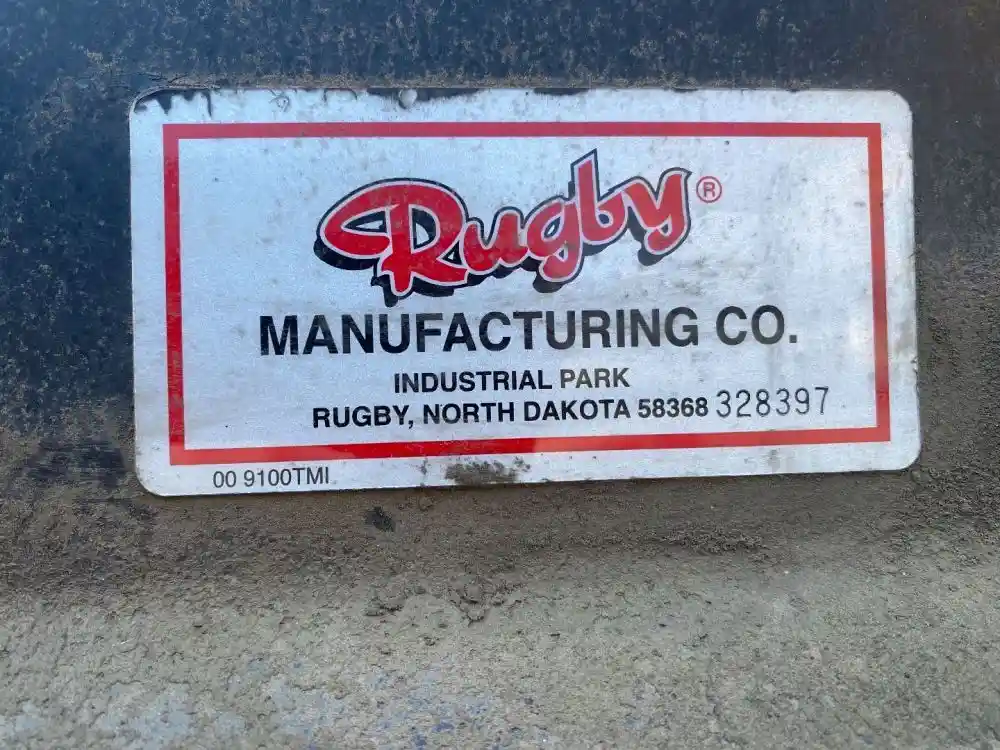 Rugby®
MANUFACTURING CO.
INDUSTRIAL PARK
RUGBY, NORTH DAKOTA 58368 328397
00 9100TMI